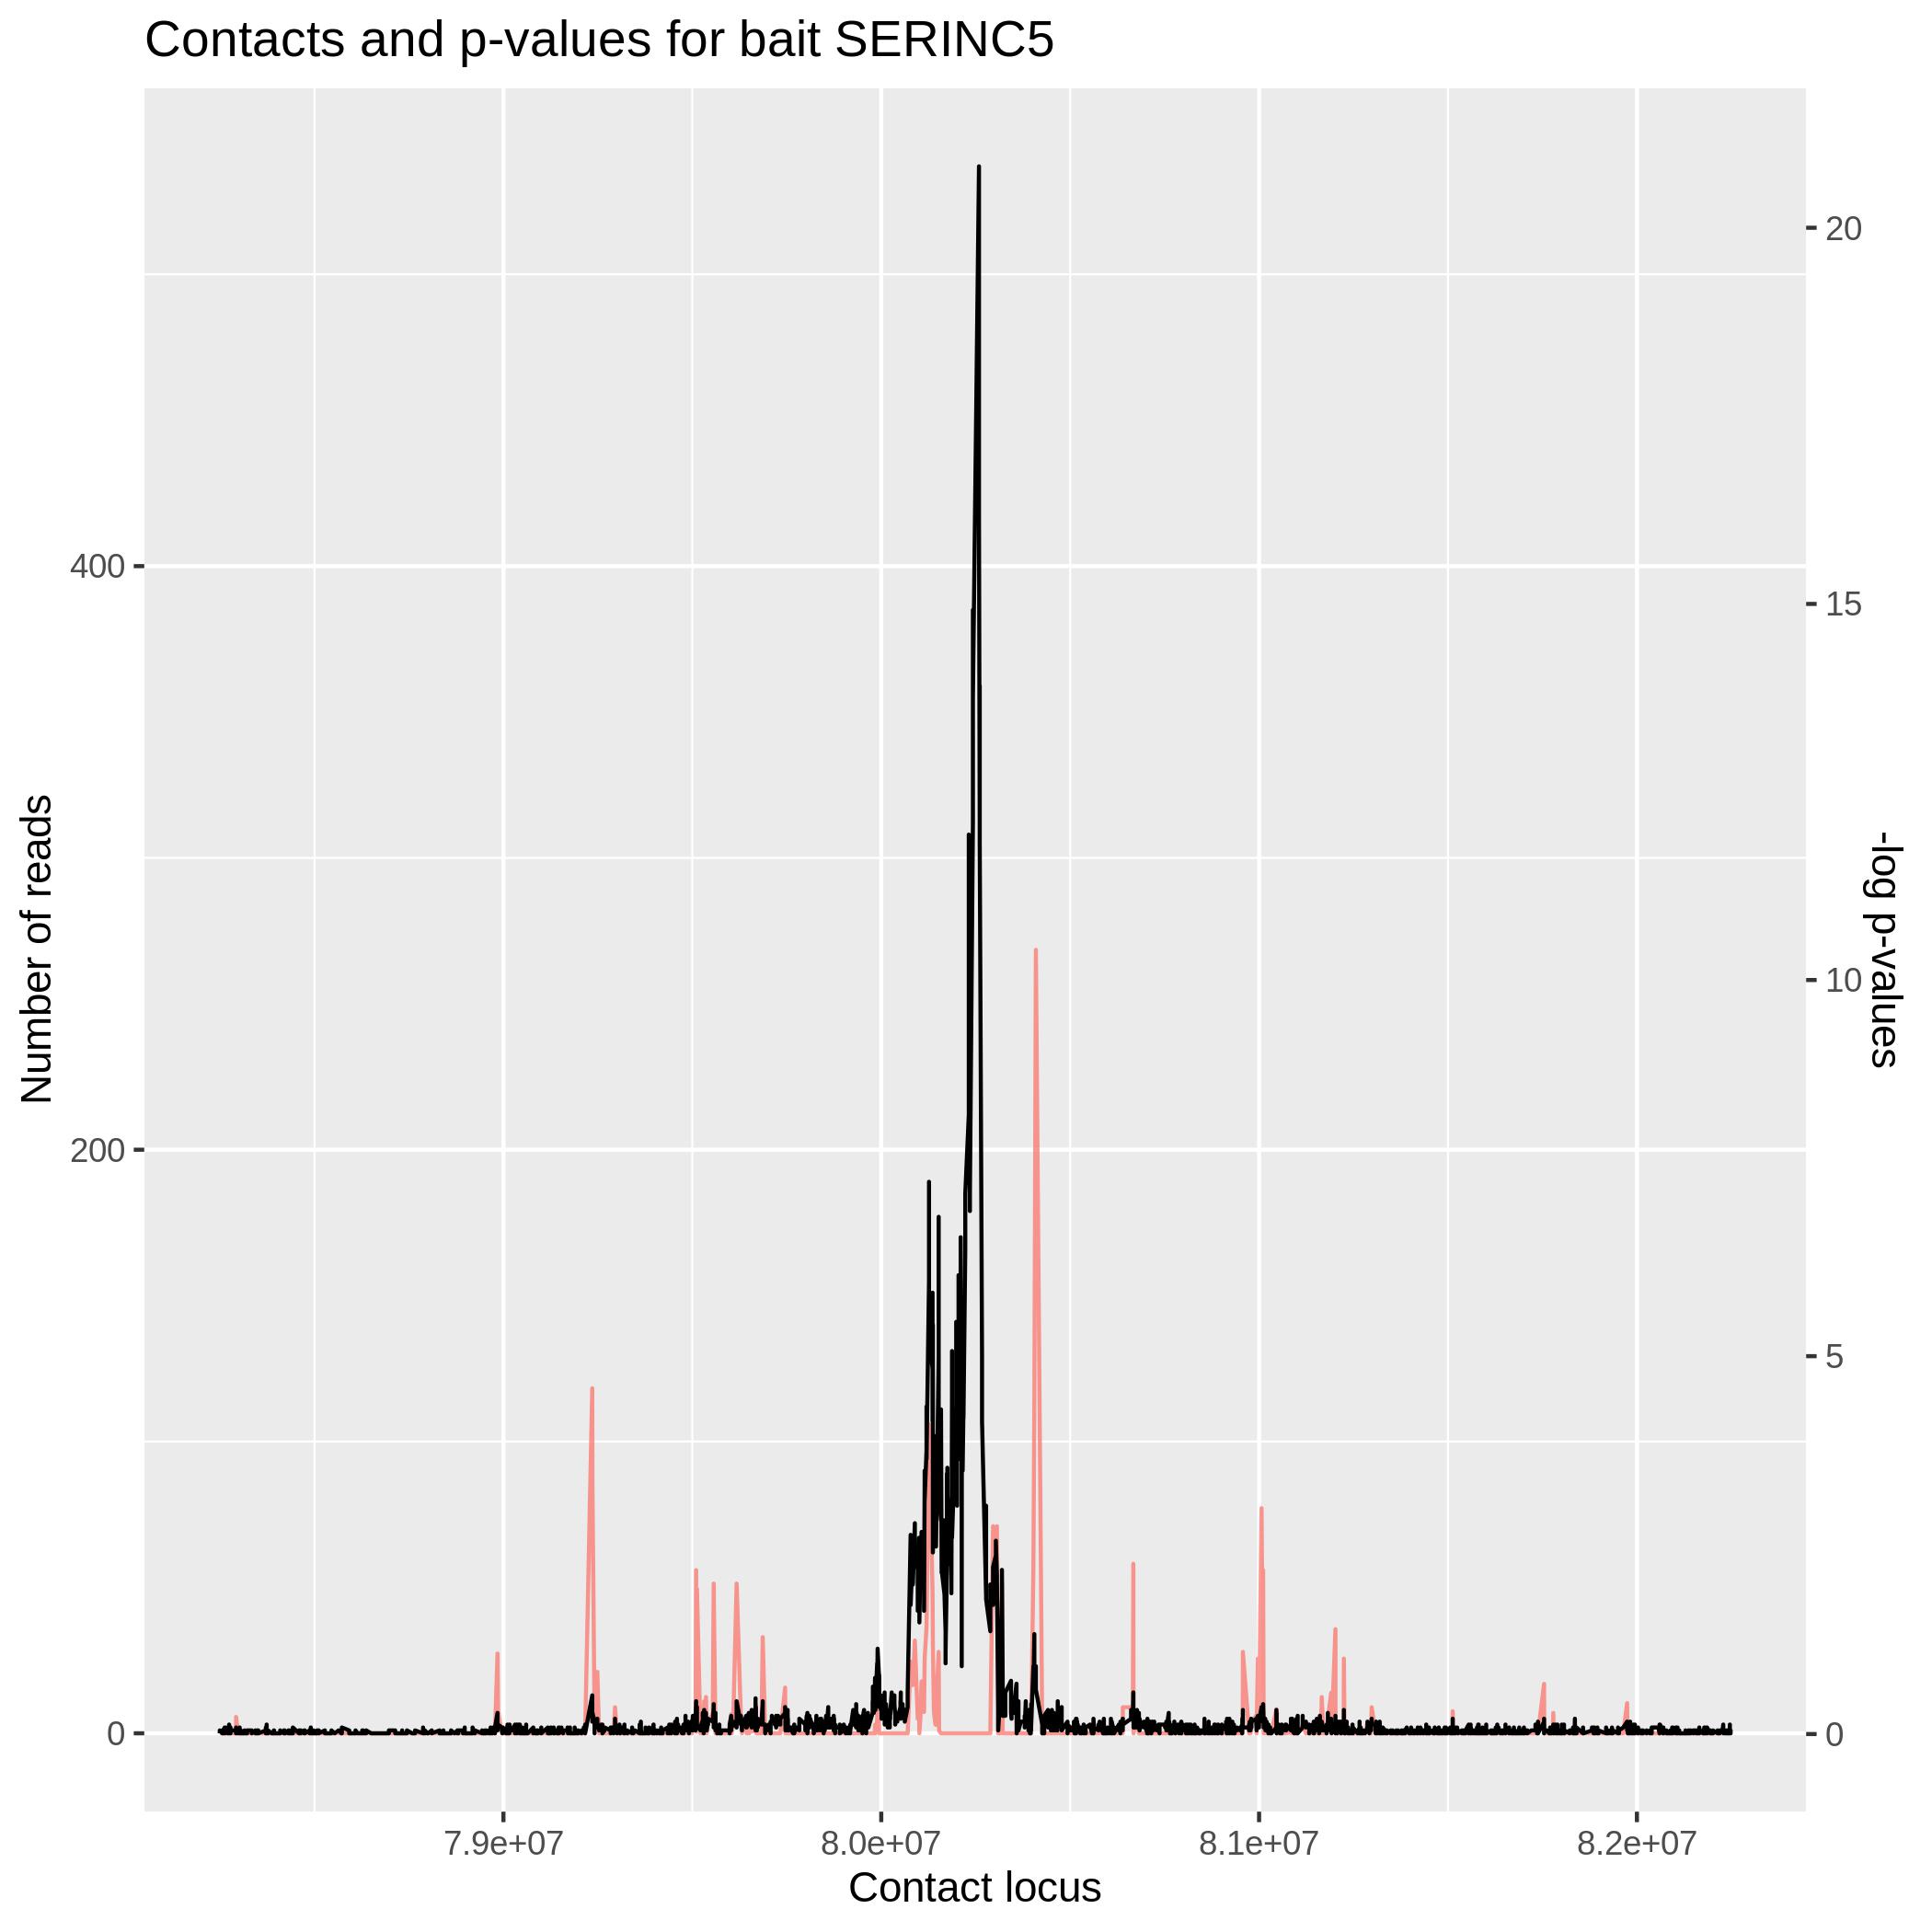 Contacts and p-values for bait SERINC5
Number of reads
400
200
0
20
15
10
5
0
-log p-values
7.9e+07
8.0e+07
8.1e+07
8.2e+07
Contact locus